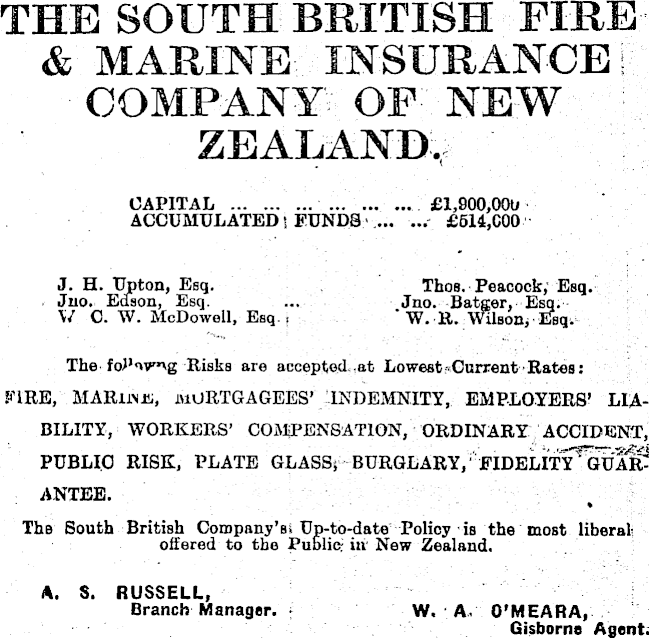 THE SOUTH BRITISH FIRE
& MARINE INSURANCE
COMPANY OF NEW
ZEALAND.
CAPITAL ... ... ... ... ... ... £1,900,000
ACCUMULATED FUNDS ... ... £514,000
J. H. Upton, Esq. Thos. Peacock, Esq.
Jno. Edson, Esq. ... Jno. Batger, Esq.
W C. W. McDowell, Esq. W. R. Wilson, Esq.
The following Risks are accepted at Lowest Current Rates:
FIRE, MARINE, MORTGAGEES' INDEMNITY, EMPLOYERS' LIA-
BILITY, WORKERS' COMPENSATION, ORDINARY ACCIDENT,
PUBLIC RISK, PLATE GLASS, BURGLARY, FIDELITY GUAR-
ANTEE.
The South British Company's Up-to-date Policy is the most liberal
offered to the Public in New Zealand.
A. S. RUSSELL,
Branch Manager.
W. A. O'MEARA,
Gisborne Agent.